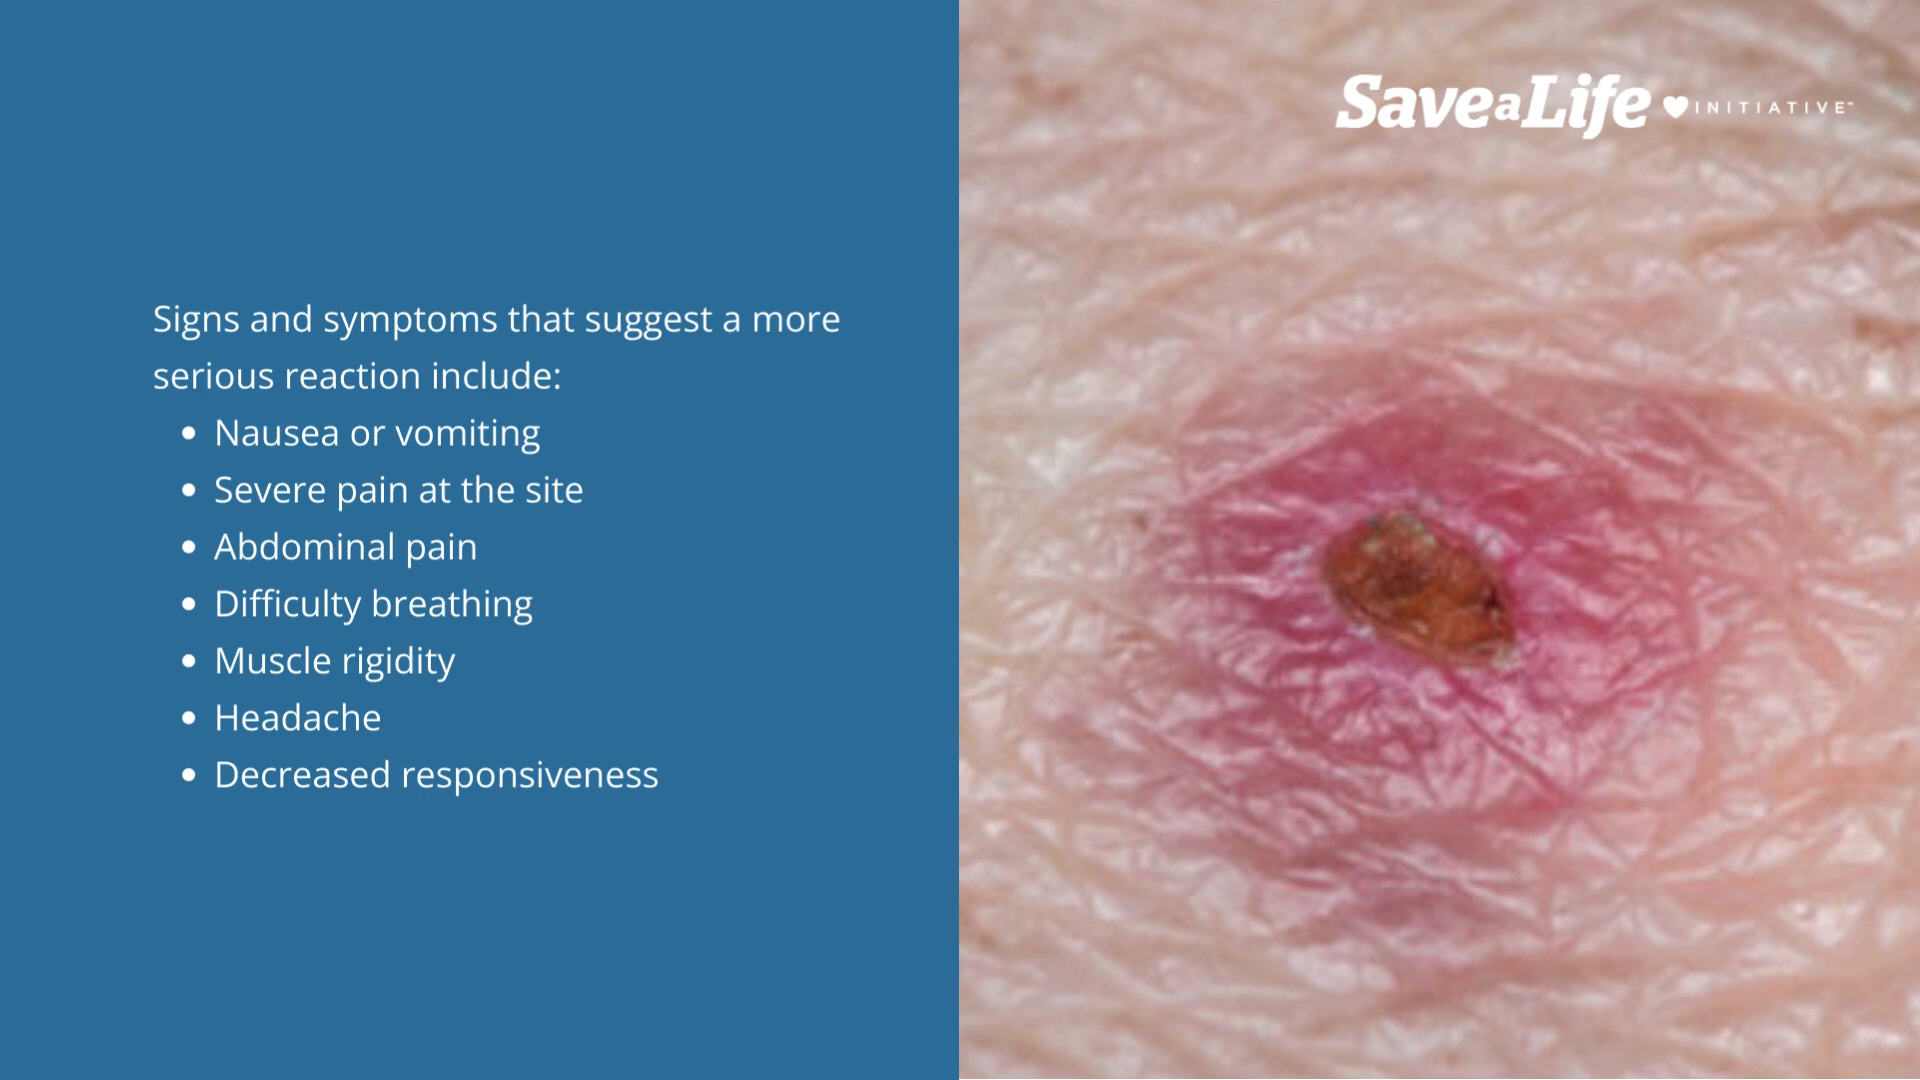 SaveaLife INITIATIVE™
Signs and symptoms that suggest a more
serious reaction include:
• Nausea or vomiting
• Severe pain at the site
• Abdominal pain
• Difficulty breathing
• Muscle rigidity
• Headache
• Decreased responsiveness